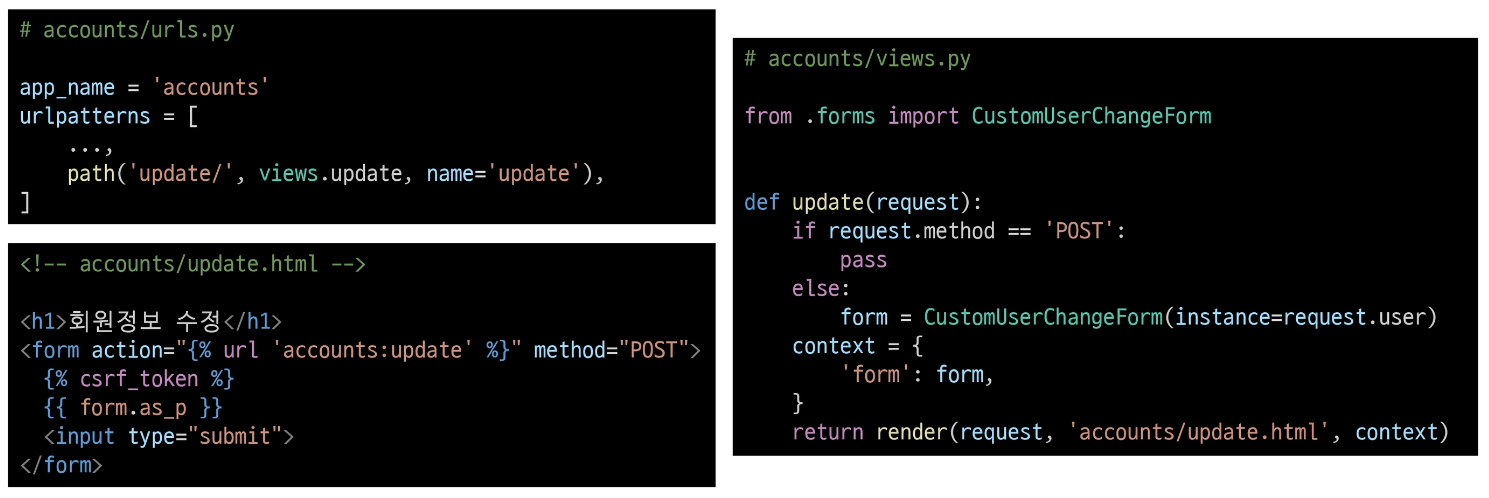 # accounts/urls.py

app_name = 'accounts'
urlpatterns = [
    ...,
    path('update/', views.update, name='update'),
]

<!-- accounts/update.html -->

<h1>회원정보 수정</h1>
<form action="{% url 'accounts:update' %}" method="POST">
  {% csrf_token %}
  {{ form.as_p }}
  <input type="submit">
</form>

# accounts/views.py

from .forms import CustomUserChangeForm


def update(request):
    if request.method == 'POST':
        pass
    else:
        form = CustomUserChangeForm(instance=request.user)
    context = {
        'form': form,
    }
    return render(request, 'accounts/update.html', context)